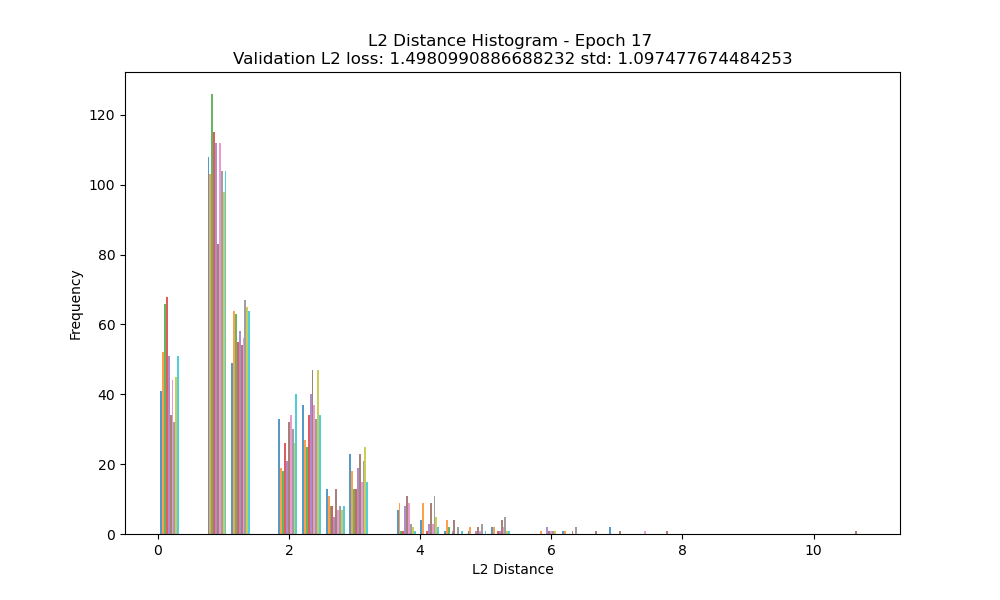 L2 Distance Histogram - Epoch 17
Validation L2 loss: 1.4980990886688232 std: 1.097477674484253
120
100
80
60
40
20
0
Frequency
0 2 4 6 8 10
L2 Distance